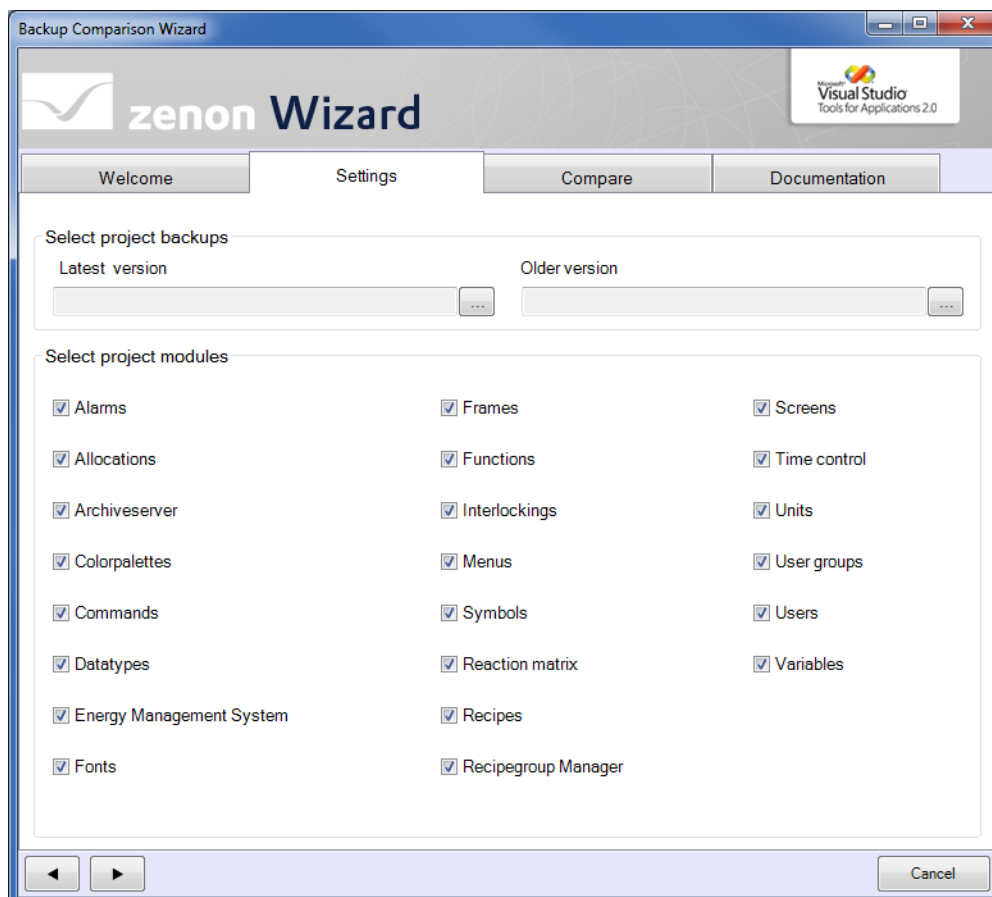 Backup Comparison Wizard
zenon Wizard
Microsoft
Visual Studio
Tools for Applications 2.0
Welcome
Settings
Compare
Documentation
Select project backups
Latest version
Older version
...
...
Select project modules
Alarms
Frames
Screens
Allocations
Functions
Time control
Archiveserver
Interlockings
Units
Colorpalettes
Menus
User groups
Commands
Symbols
Users
Datatypes
Reaction matrix
Variables
Energy Management System
Recipes
Fonts
Recipegroup Manager
Cancel